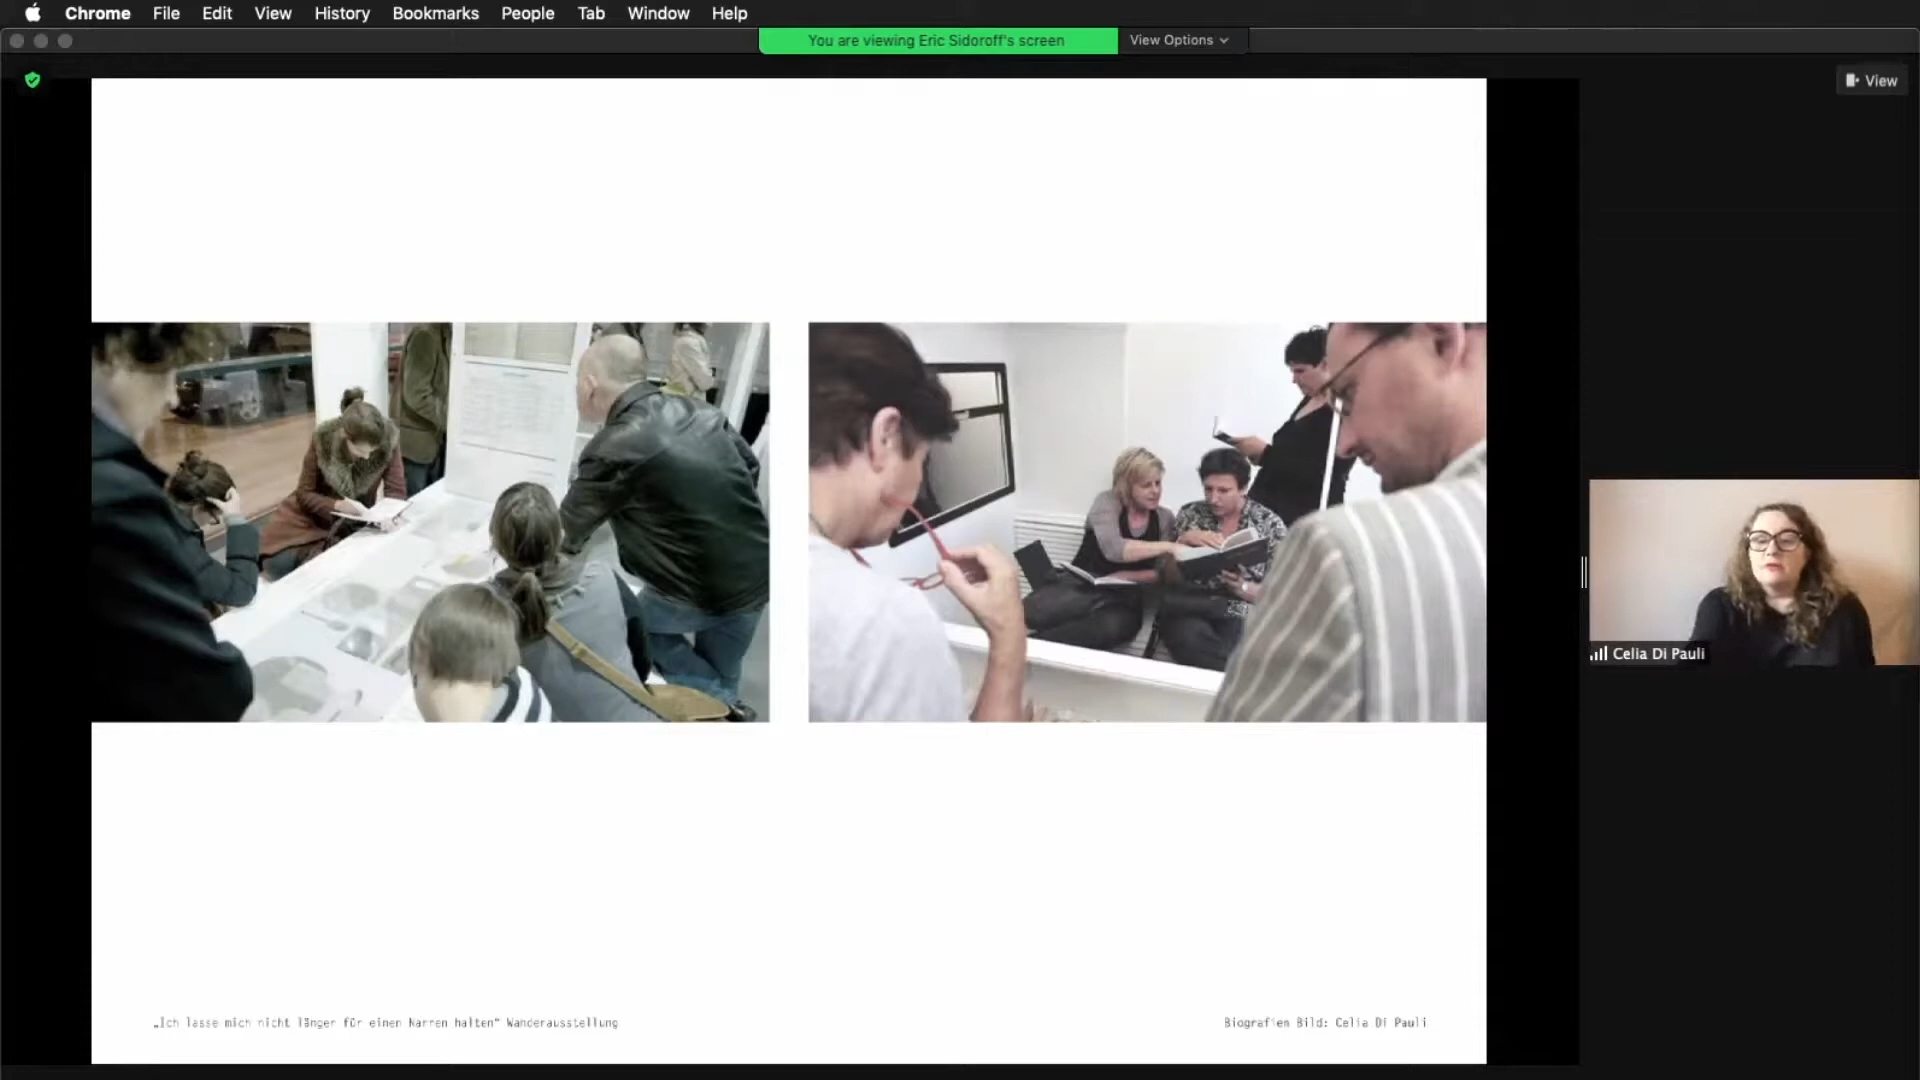 Chrome File Edit View History Bookmarks People Tab Window Help
You are viewing Eric Sidoroff's screen View Options
View
Celia Di Pauli
„Ich lasse mich nicht länger für einen Narren halten“ Wanderausstellung
Biografien Bild: Celia Di Pauli